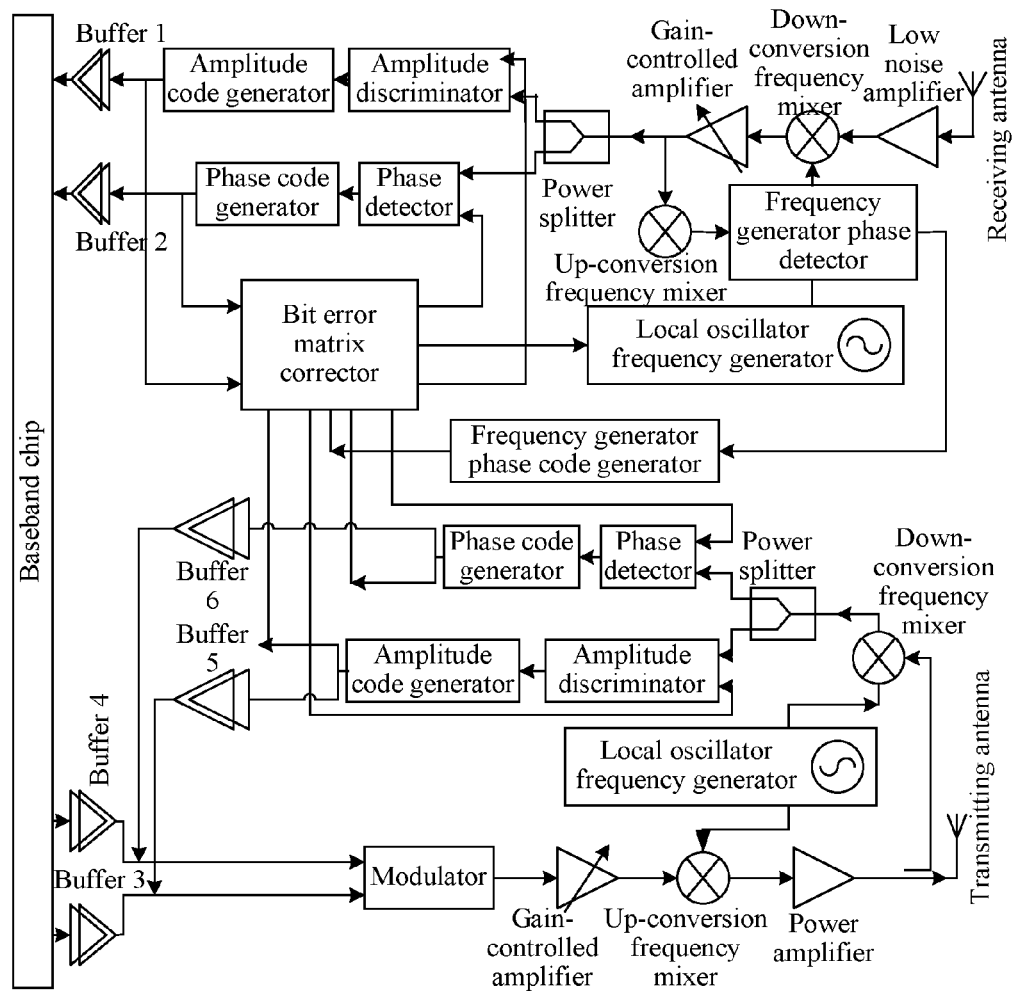 Buffer 1
Amplitude
code generator
Amplitude
discriminator
Gain-
controlled
amplifier
Down-
conversion
frequency
mixer
Low
noise
amplifier
Receiving antenna
Buffer 2
Phase code
generator
Phase
detector
Power
splitter
Up-conversion
frequency mixer
Frequency
generator phase
detector
Bit error
matrix
corrector
Local oscillator
frequency generator
Frequency generator
phase code generator
Baseband chip
Buffer
6
Phase code
generator
Phase
detector
Power
splitter
Down-
conversion
frequency
mixer
Buffer
5
Amplitude
code generator
Amplitude
discriminator
Buffer 4
Local oscillator
frequency generator
Transmitting antenna
Buffer 3
Modulator
Gain-
controlled
amplifier
Up-conversion
frequency
mixer
Power
amplifier